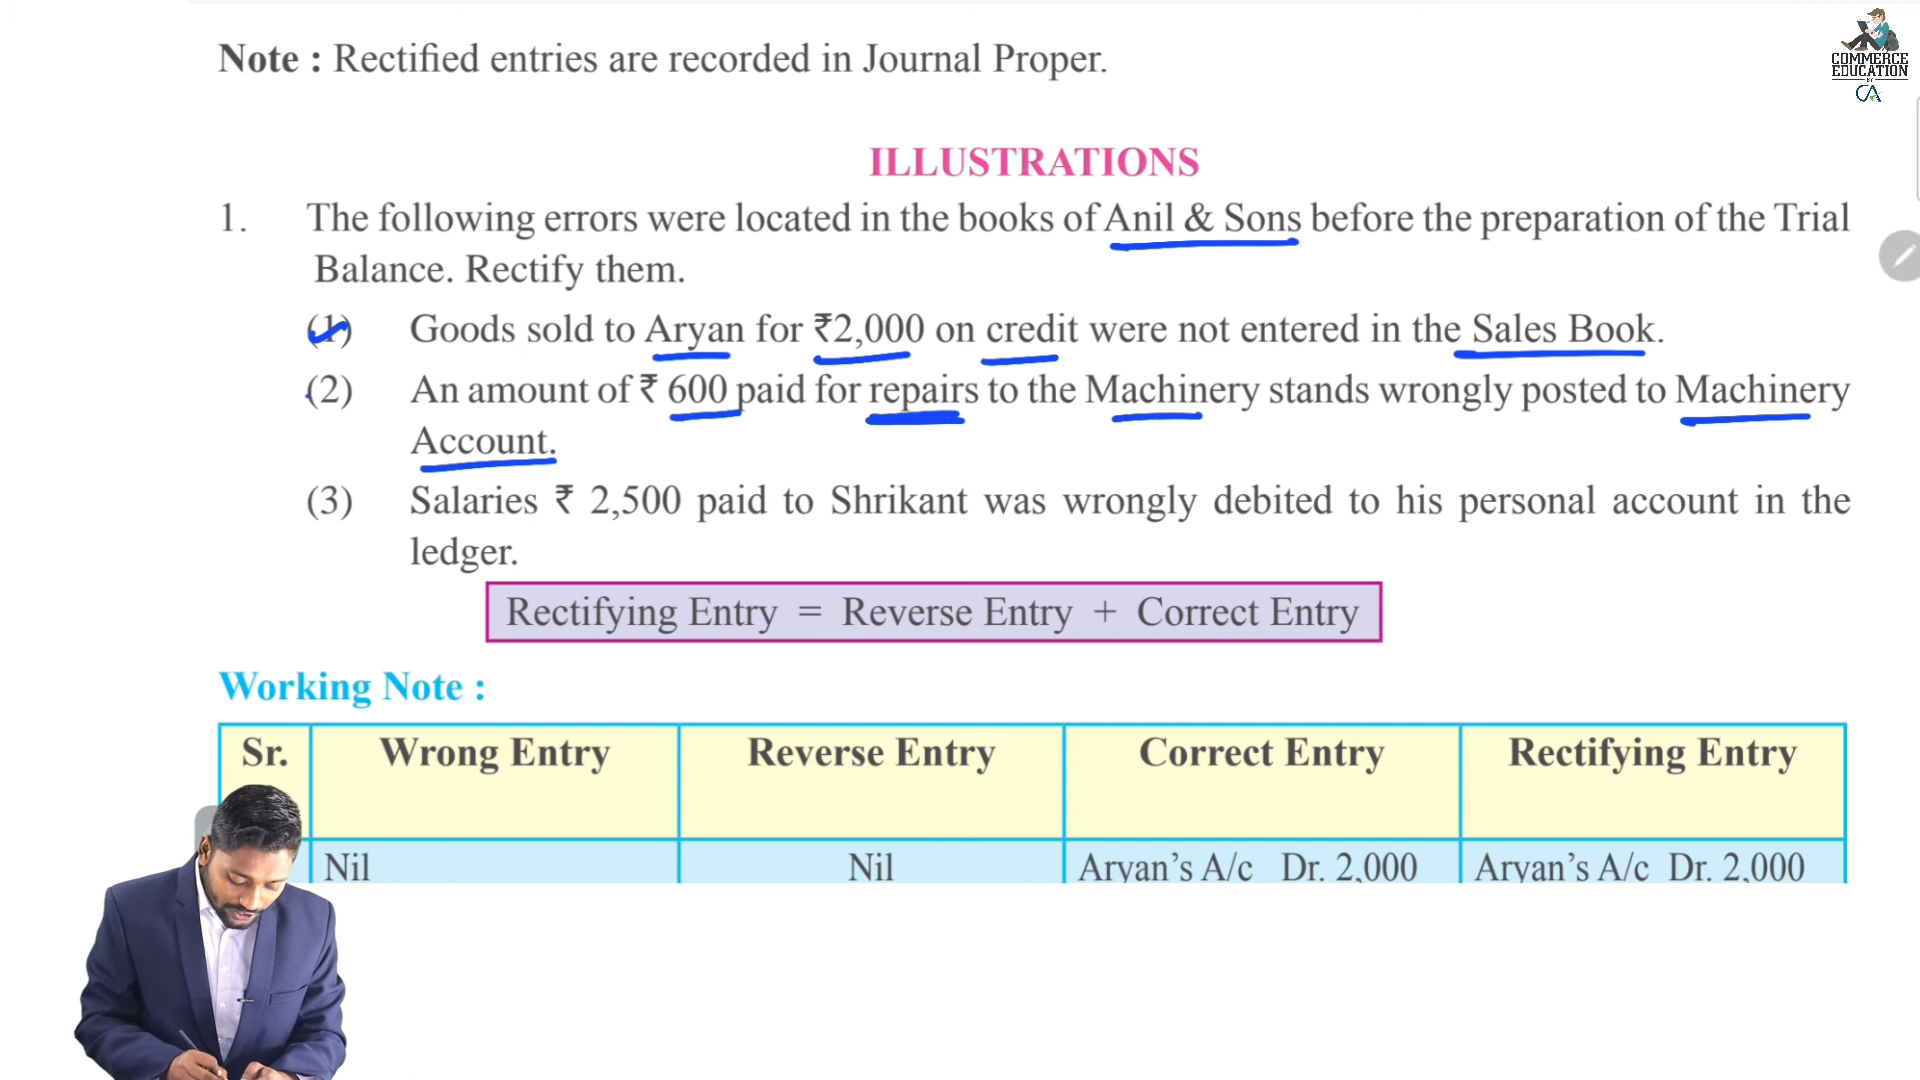 COMMERCE
EDUCATION
BY
CA
Note : Rectified entries are recorded in Journal Proper.
ILLUSTRATIONS
1. The following errors were located in the books of Anil & Sons before the preparation of the Trial
Balance. Rectify them.
(1) Goods sold to Aryan for ₹2,000 on credit were not entered in the Sales Book.
(2) An amount of ₹ 600 paid for repairs to the Machinery stands wrongly posted to Machinery
Account.
(3) Salaries ₹ 2,500 paid to Shrikant was wrongly debited to his personal account in the
ledger.
Rectifying Entry = Reverse Entry + Correct Entry
Working Note :
Sr. Wrong Entry Reverse Entry Correct Entry Rectifying Entry
Nil Nil Aryan’s A/c Dr. 2,000 Aryan’s A/c Dr. 2,000